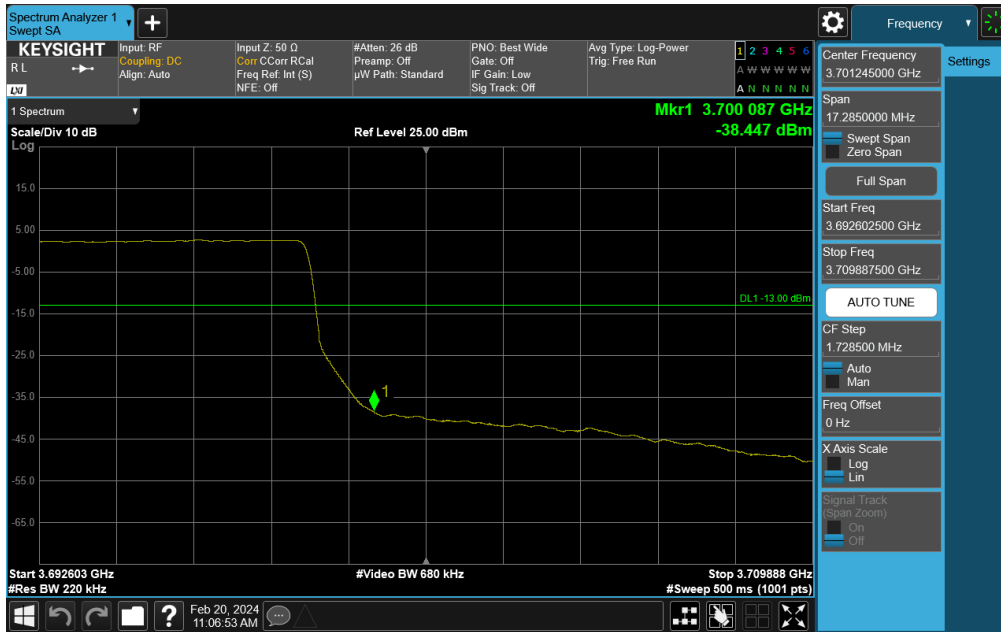 Spectrum Analyzer 1
Swept SA
Frequency
KEYSIGHT
RL
LXI
Input: RF
Coupling: DC
Align: Auto
Input Z: 50 Ω
Corr CCorr RCal
Freq Ref: Int (S)
NFE: Off
#Atten: 26 dB
Preamp: Off
µW Path: Standard
PNO: Best Wide
Gate: Off
IF Gain: Low
Sig Track: Off
Avg Type: Log-Power
Trig: Free Run
1 2 3 4 5 6
A W W W W W
A N N N N N
1 Spectrum
Scale/Div 10 dB
Ref Level 25.00 dBm
Mkr1 3.700 087 GHz
-38.447 dBm
Log
15.0
5.00
-5.00
-15.0
-25.0
-35.0
-45.0
-55.0
-65.0
DL1 -13.00 dBm
1
Start 3.692603 GHz
#Res BW 220 kHz
#Video BW 680 kHz
Stop 3.709888 GHz
#Sweep 500 ms (1001 pts)
Center Frequency
3.701245000 GHz
Settings
Span
17.2850000 MHz
Swept Span
Zero Span
Full Span
Start Freq
3.692602500 GHz
Stop Freq
3.709887500 GHz
AUTO TUNE
CF Step
1.728500 MHz
Auto
Man
Freq Offset
0 Hz
X Axis Scale
Log
Lin
Signal Track
(Span Zoom)
On
Off
?
Feb 20, 2024
11:06:53 AM